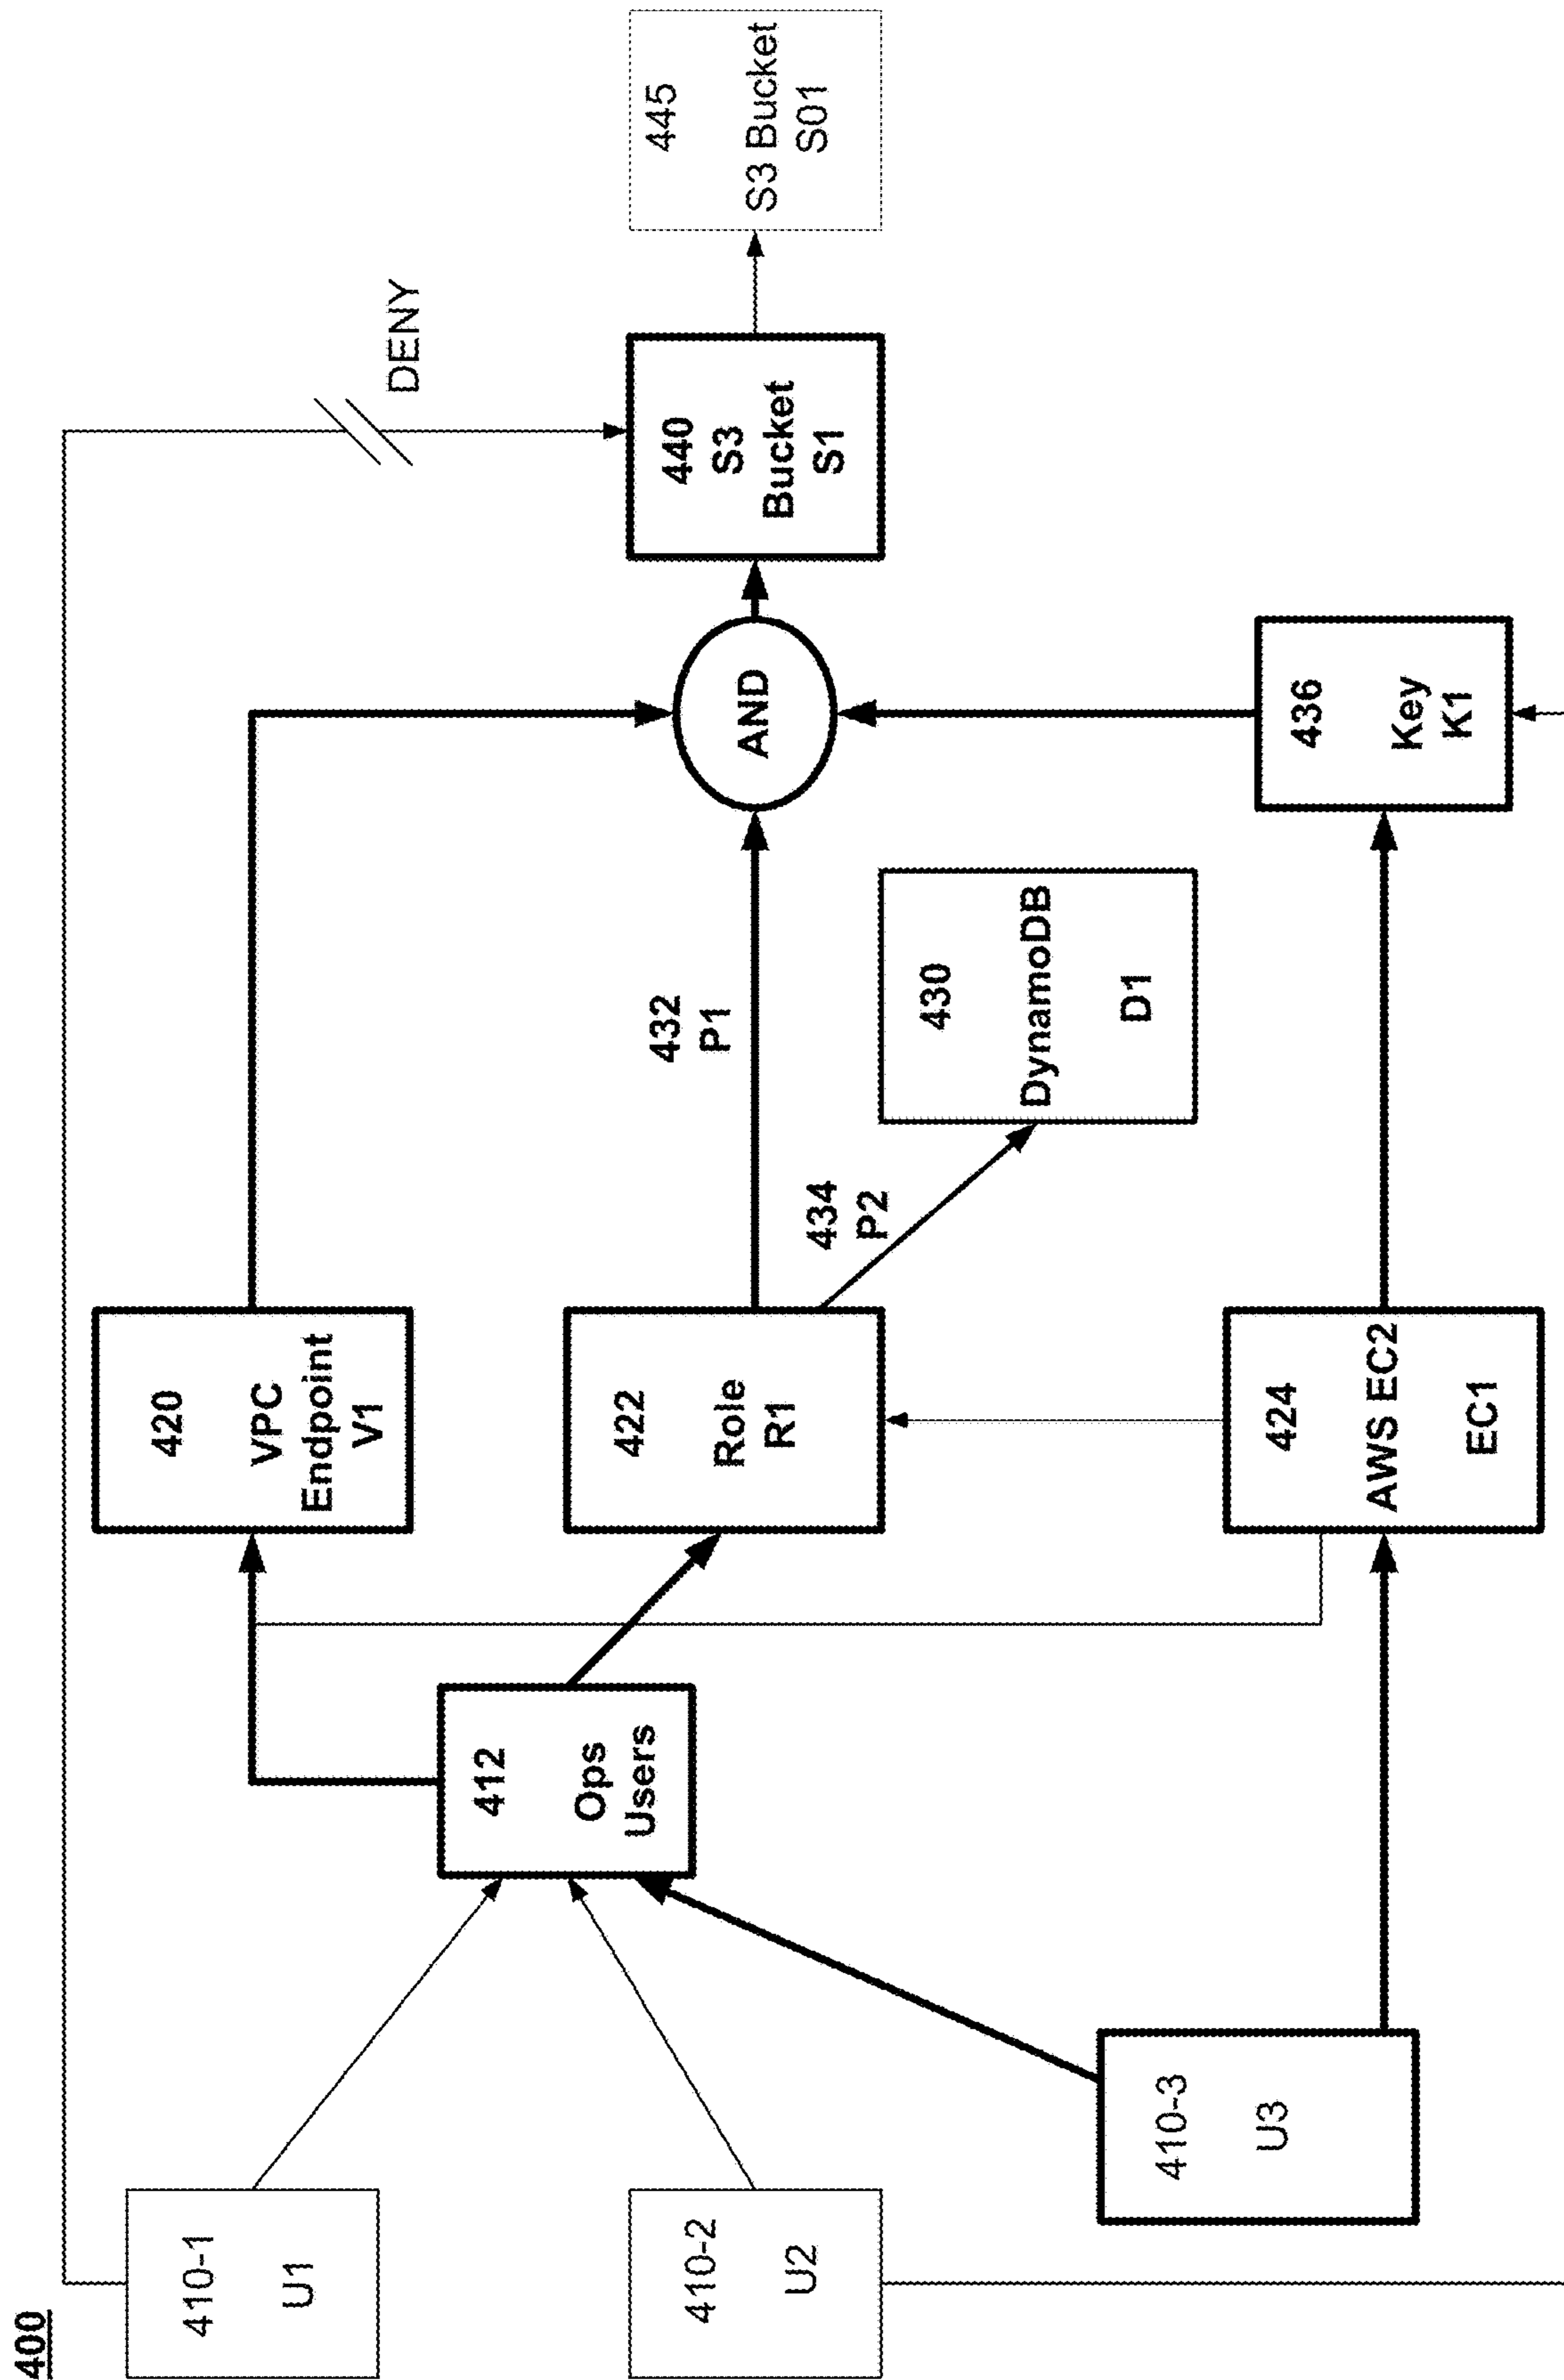 400
410-1
U1
410-2
U2
410-3
U3
412
Ops
Users
420
VPC
Endpoint
V1
422
Role
R1
424
AWS EC2
EC1
432
P1
434
P2
430
DynamoDB
D1
AND
436
Key
K1
DENY
440
S3
Bucket
S1
445
S3 Bucket
S01